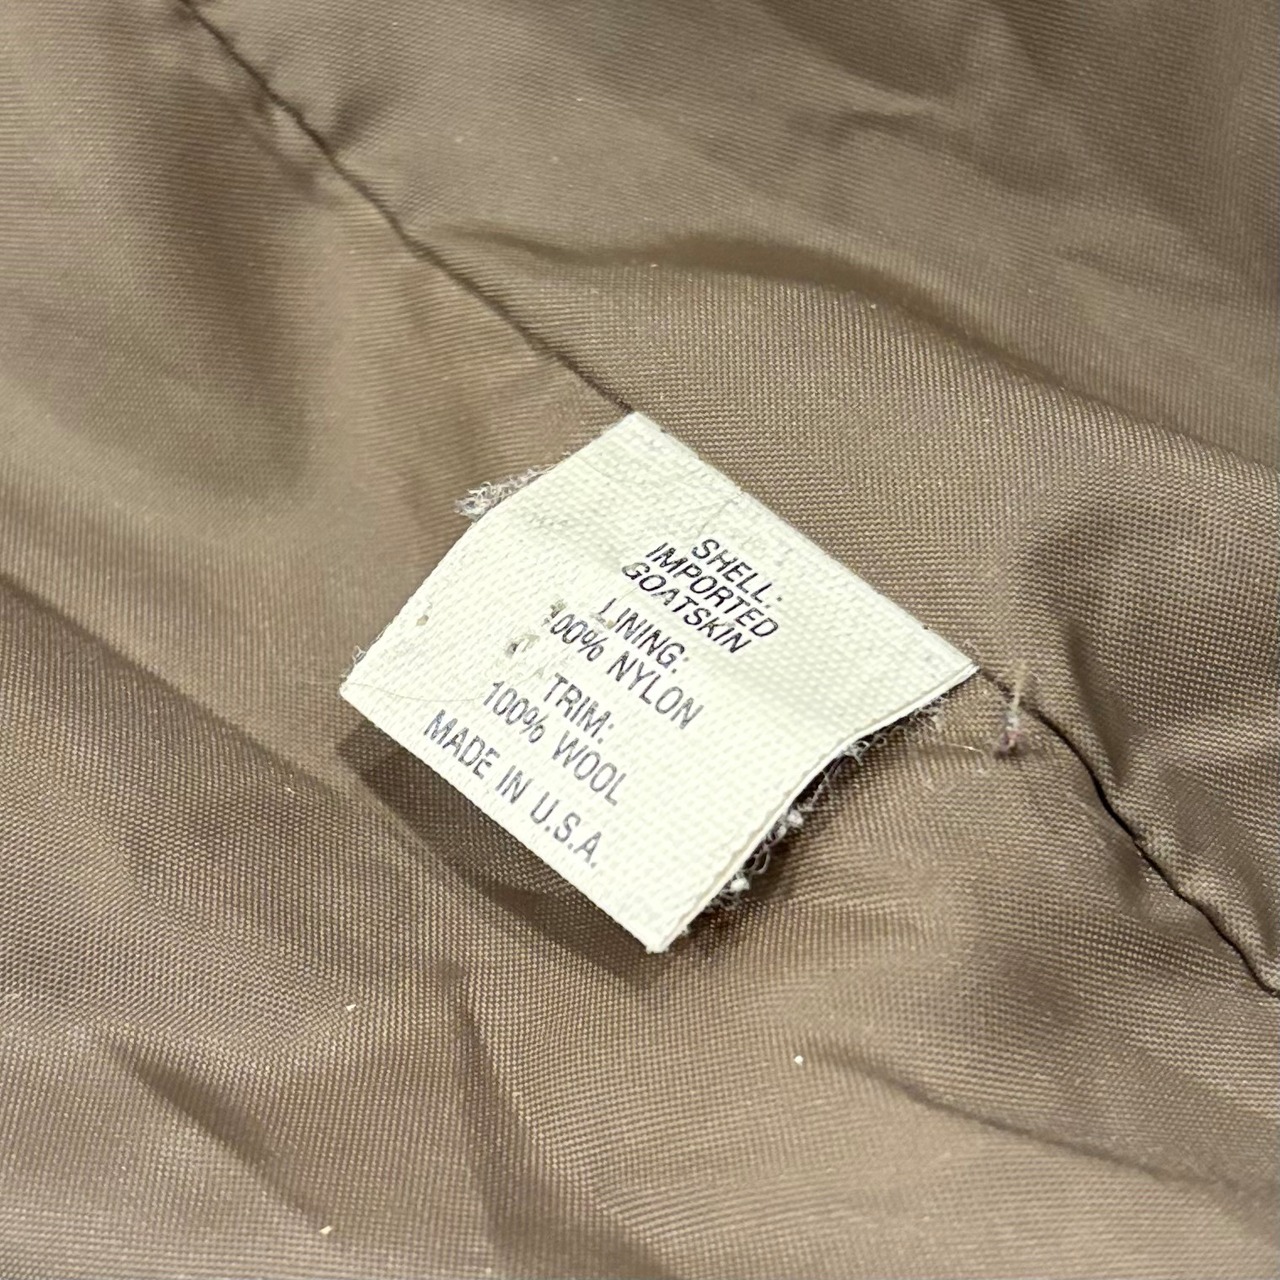 SHELL:
IMPORTED
GOATSKIN
LINING:
100% NYLON
TRIM:
100% WOOL
MADE IN U.S.A.